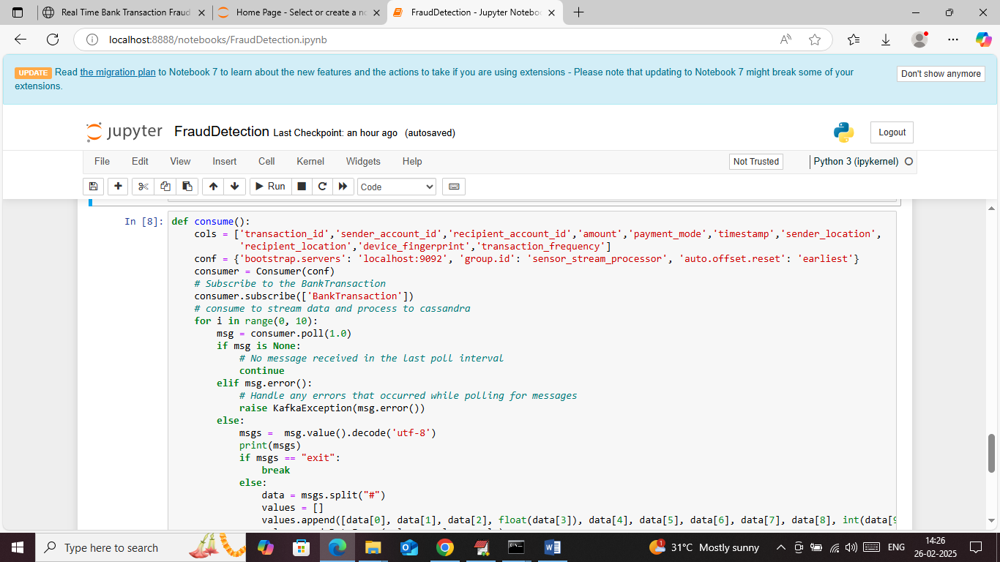 Real Time Bank Transaction Fraud
Home Page - Select or create a n
FraudDetection - Jupyter Noteboo
localhost:8888/notebooks/FraudDetection.ipynb
UPDATE Read the migration plan to Notebook 7 to learn about the new features and the actions to take if you are using extensions - Please note that updating to Notebook 7 might break some of your
extensions.
Don't show anymore
jupyter FraudDetection Last Checkpoint: an hour ago (autosaved)
Logout
File Edit View Insert Cell Kernel Widgets Help
Not Trusted
Python 3 (ipykernel)
Run
Code
In [8]: def consume():
    cols = ['transaction_id','sender_account_id','recipient_account_id','amount','payment_mode','timestamp','sender_location',
            'recipient_location','device_fingerprint','transaction_frequency']
    conf = {'bootstrap.servers': 'localhost:9092', 'group.id': 'sensor_stream_processor', 'auto.offset.reset': 'earliest'}
    consumer = Consumer(conf)
    # Subscribe to the BankTransaction
    consumer.subscribe(['BankTransaction'])
    # consume to stream data and process to cassandra
    for i in range(0, 10):
        msg = consumer.poll(1.0)
        if msg is None:
            # No message received in the last poll interval
            continue
        elif msg.error():
            # Handle any errors that occurred while polling for messages
            raise KafkaException(msg.error())
        else:
            msgs =  msg.value().decode('utf-8')
            print(msgs)
            if msgs == "exit":
                break
            else:
                data = msgs.split("#")
                values = []
                values.append([data[0], data[1], data[2], float(data[3]), data[4], data[5], data[6], data[7], data[8], int(data[9
Type here to search
1
31°C Mostly sunny
ENG
14:26
26-02-2025